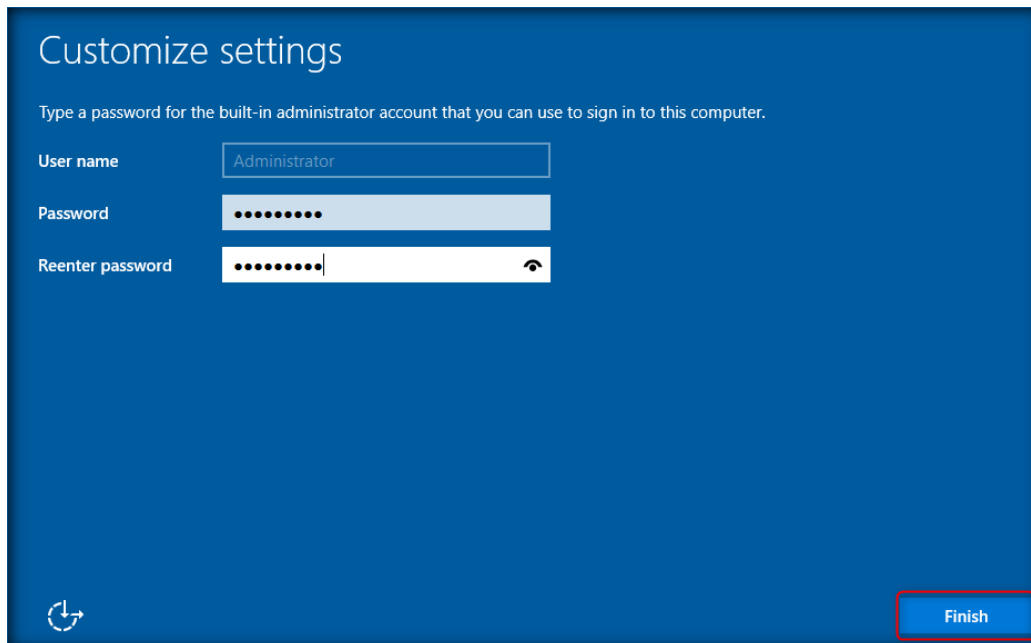 Customize settings
Type a password for the built-in administrator account that you can use to sign in to this computer.
User name Administrator
Password •••••••••
Reenter password •••••••••
Finish